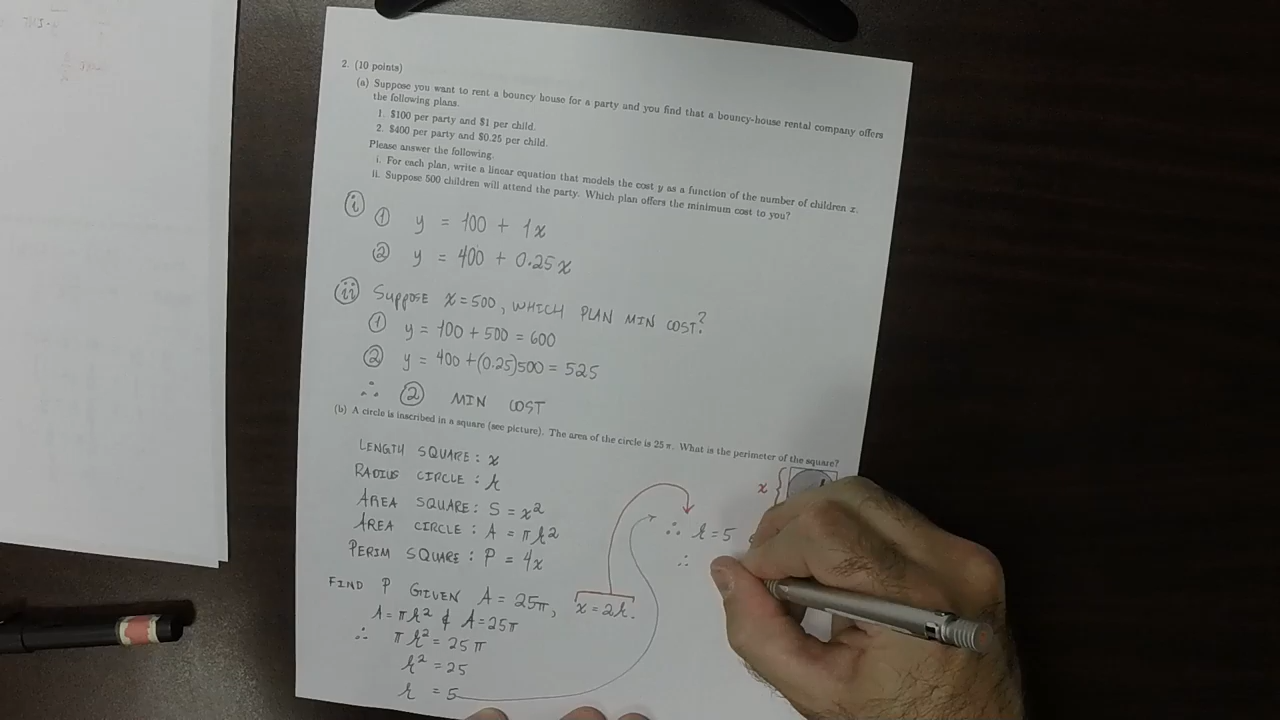 2. (10 points)
(a) Suppose you want to rent a bouncy house for a party and you find that a bouncy-house rental company offers
the following plans.
1. $100 per party and $1 per child.
2. $400 per party and $0.25 per child.
Please answer the following.
i. For each plan, write a linear equation that models the cost y as a function of the number of children x.
ii. Suppose 500 children will attend the party. Which plan offers the minimum cost to you?
(i) ① y = 100 + 1x
② y = 400 + 0.25x
(ii) SUPPOSE x = 500, WHICH PLAN MIN COST?
① y = 100 + 500 = 600
② y = 400 + (0.25)500 = 525
∴ ② MIN COST
(b) A circle is inscribed in a square (see picture). The area of the circle is 25 π. What is the perimeter of the square?
LENGTH SQUARE : x
RADIUS CIRCLE : r
AREA SQUARE : S = x²
AREA CIRCLE : A = πr²
PERIM SQUARE : P = 4x
FIND P GIVEN A = 25π, x = 2r.
A = πr² & A = 25π
∴ πr² = 25π
r² = 25
r = 5
x {
∴ r = 5
∴